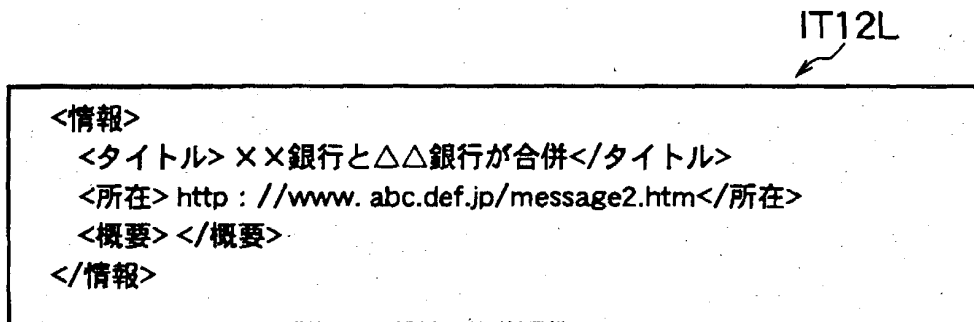 IT12L
<情報>
<タイトル> ××銀行と△△銀行が合併</タイトル>
<所在> http : //www. abc.def.jp/message2.htm</所在>
<概要> </概要>
</情報>